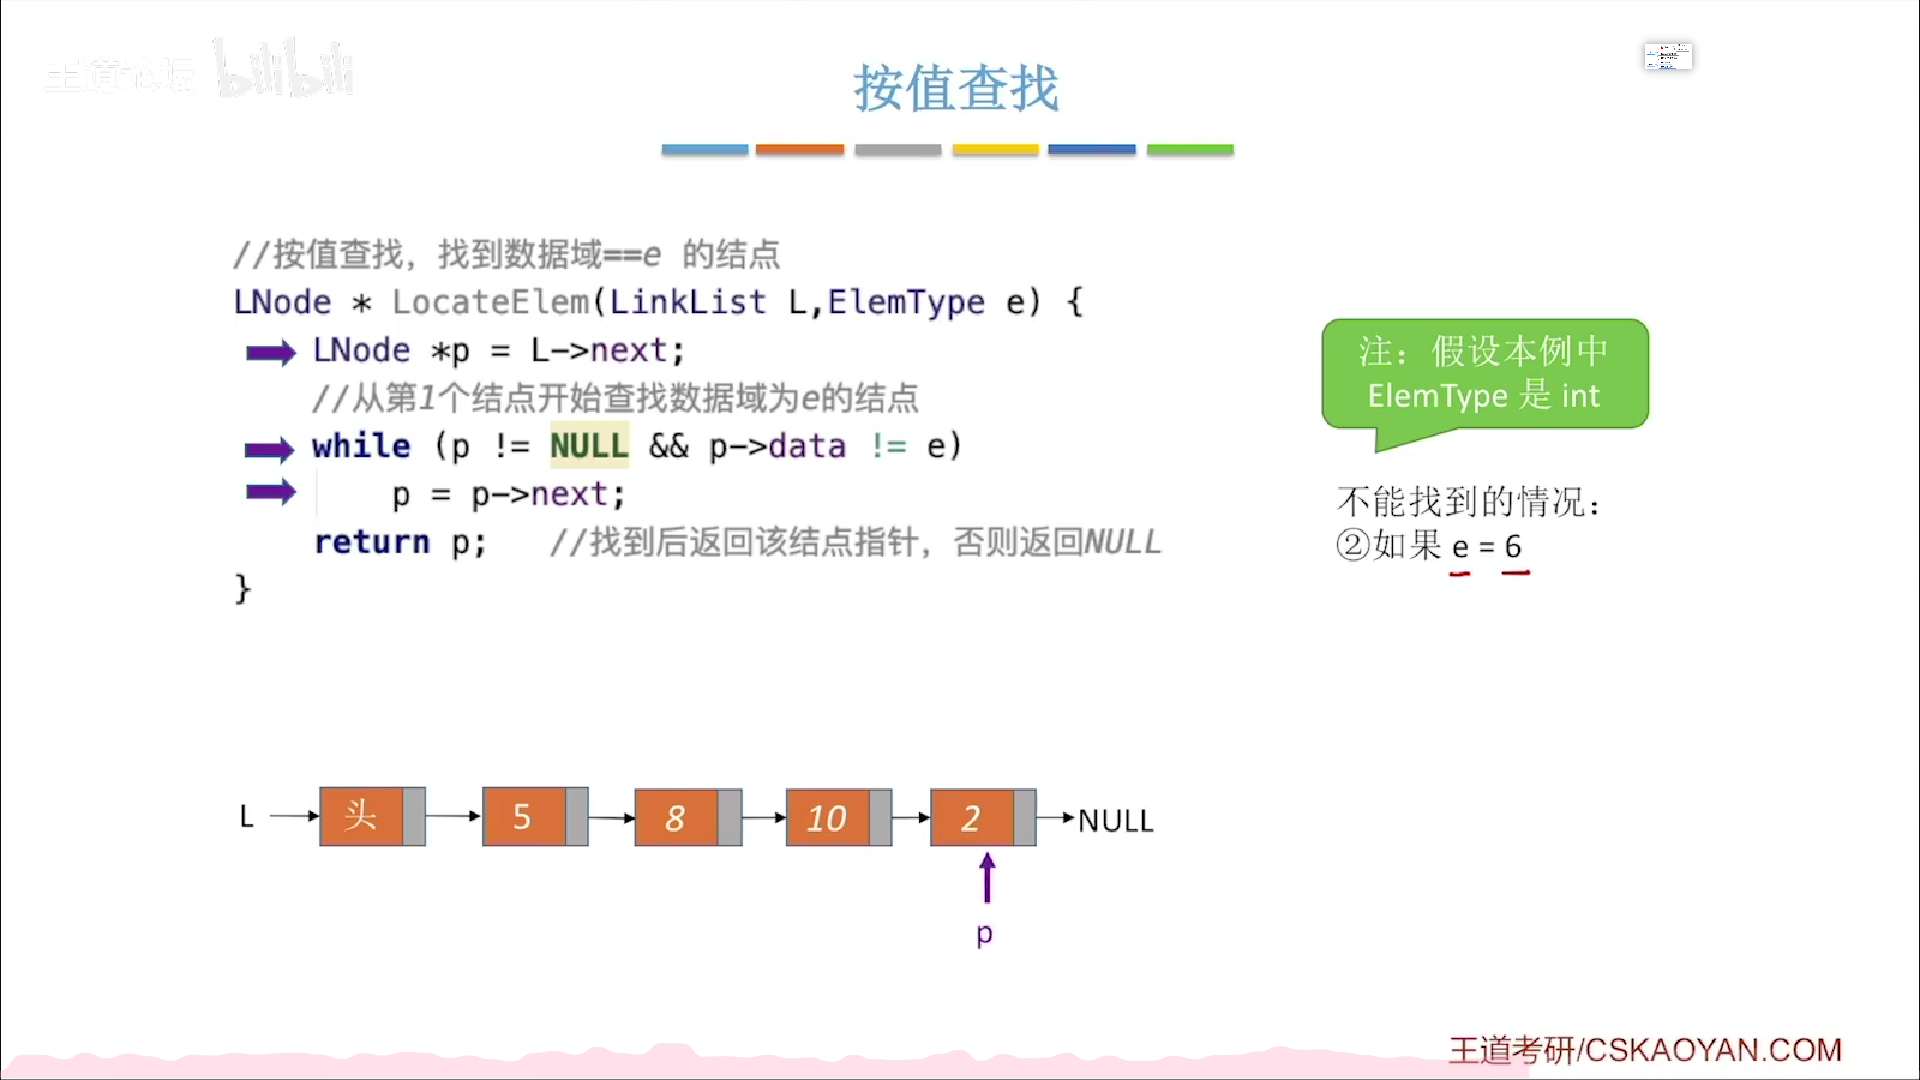 王道论坛 bilibili
按值查找
//按值查找，找到数据域==e 的结点
LNode * LocateElem(LinkList L,ElemType e) {
LNode *p = L->next;
//从第1个结点开始查找数据域为e的结点
while (p != NULL && p->data != e)
p = p->next;
return p; //找到后返回该结点指针，否则返回NULL
}
注：假设本例中
ElemType 是 int
不能找到的情况：
②如果 e = 6
L 头 5 8 10 2 NULL
p
王道考研/CSKAOYAN.COM